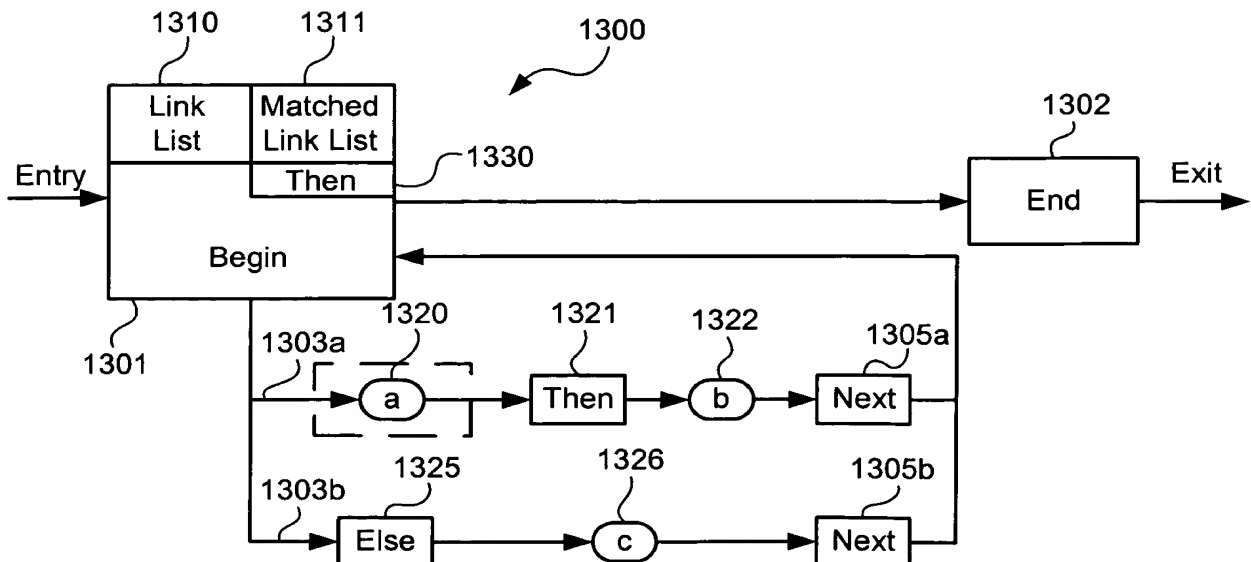 1310
1311
1300
Link
List
Matched
Link List
1302
1330
Entry
Then
End
Exit
Begin
1301
1303a
1320
1321
1322
1305a
a
Then
b
Next
1303b
1325
1326
1305b
Else
c
Next